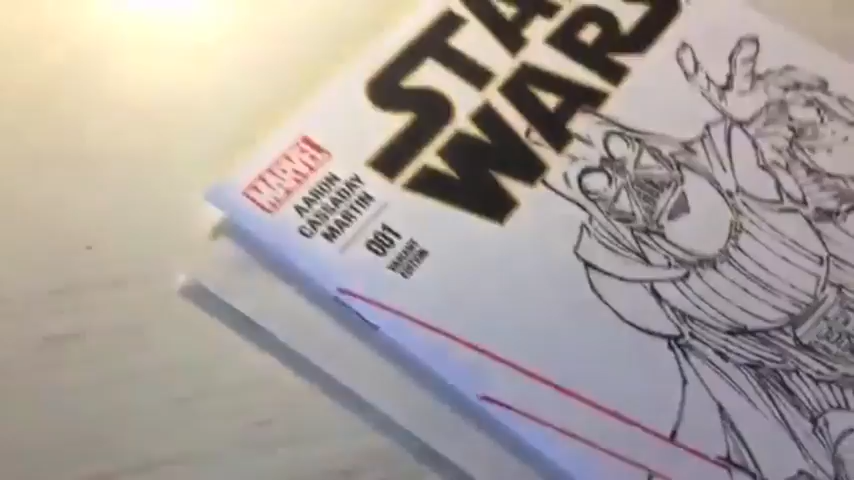 STAR
WARS
MARVEL
AARON
CASSADAY
MARTIN
001
VARIANT
EDITION